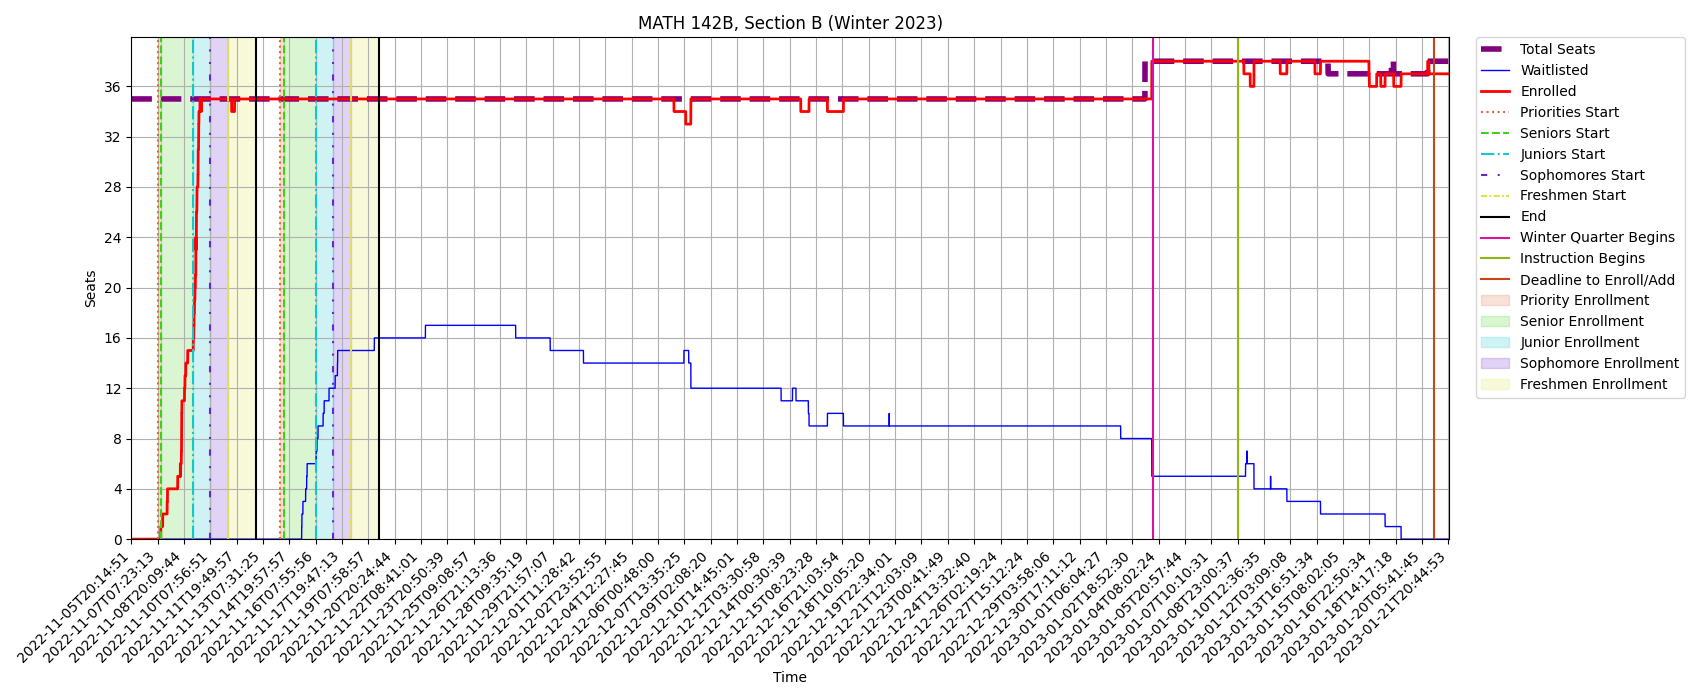 MATH 142B, Section B (Winter 2023)
Seats
36
32
28
24
20
16
12
8
4
0
2022-11-05T20:14:51
2022-11-07T07:23:13
2022-11-08T20:09:44
2022-11-10T07:56:51
2022-11-11T19:49:57
2022-11-13T07:31:25
2022-11-14T19:57:57
2022-11-16T07:55:56
2022-11-17T19:47:13
2022-11-19T07:58:57
2022-11-20T20:24:44
2022-11-22T08:41:01
2022-11-23T20:50:39
2022-11-25T09:08:57
2022-11-26T21:13:36
2022-11-28T09:35:19
2022-11-29T21:57:07
2022-12-01T11:28:42
2022-12-02T23:52:55
2022-12-04T12:27:45
2022-12-06T00:48:00
2022-12-07T13:35:25
2022-12-09T02:08:20
2022-12-10T14:45:01
2022-12-12T03:30:58
2022-12-14T00:30:39
2022-12-15T08:23:28
2022-12-16T21:03:54
2022-12-18T10:05:20
2022-12-19T22:34:01
2022-12-21T12:03:09
2022-12-23T00:41:49
2022-12-24T13:32:40
2022-12-26T02:19:24
2022-12-27T15:12:24
2022-12-29T03:58:06
2022-12-30T17:11:12
2023-01-01T06:04:27
2023-01-02T18:52:30
2023-01-04T08:02:24
2023-01-05T20:57:44
2023-01-07T10:10:31
2023-01-08T23:00:37
2023-01-10T12:36:35
2023-01-12T03:09:08
2023-01-13T16:51:34
2023-01-15T08:02:05
2023-01-16T22:50:34
2023-01-18T14:17:18
2023-01-20T05:41:45
2023-01-21T20:44:53
Time
Total Seats
Waitlisted
Enrolled
Priorities Start
Seniors Start
Juniors Start
Sophomores Start
Freshmen Start
End
Winter Quarter Begins
Instruction Begins
Deadline to Enroll/Add
Priority Enrollment
Senior Enrollment
Junior Enrollment
Sophomore Enrollment
Freshmen Enrollment